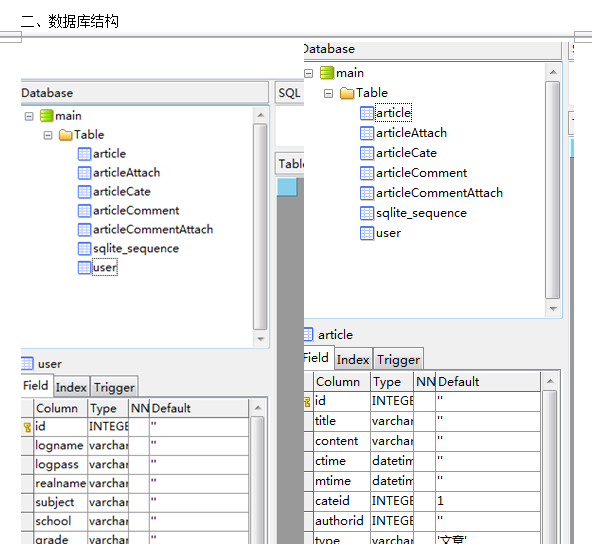 二、数据库结构
Database
SQL
main
Table
article
articleAttach
articleCate
articleComment
articleCommentAttach
sqlite_sequence
user
Table
user
Field Index Trigger
Column Type NN Default
id INTEGE ''
logname varchar ''
logpass varchar ''
realname varchar ''
subject varchar ''
school varchar ''
grade varchar ''
Database
main
Table
article
articleAttach
articleCate
articleComment
articleCommentAttach
sqlite_sequence
user
article
Field Index Trigger
Column Type NN Default
id INTEGE ''
title varchar ''
content varchar ''
ctime datetim ''
mtime datetim ''
cateid INTEGE 1
authorid INTEGE ''
type varchar '文章'